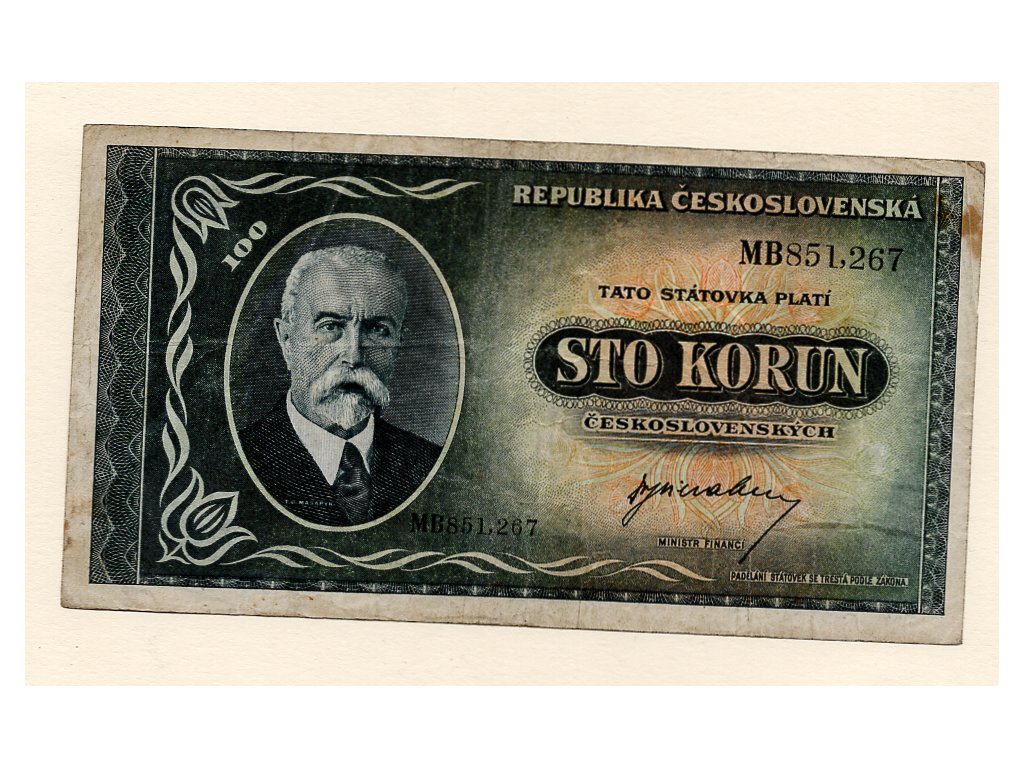 REPUBLIKA ČESKOSLOVENSKÁ
100
MB851,267
TATO STÁTOVKA PLATÍ
STO KORUN
ČESKOSLOVENSKÝCH
T.G. MASARYK
MB851,267
MINISTR FINANCÍ
PADĚLÁNÍ STÁTOVEK SE TRESTÁ PODLE ZÁKONA.